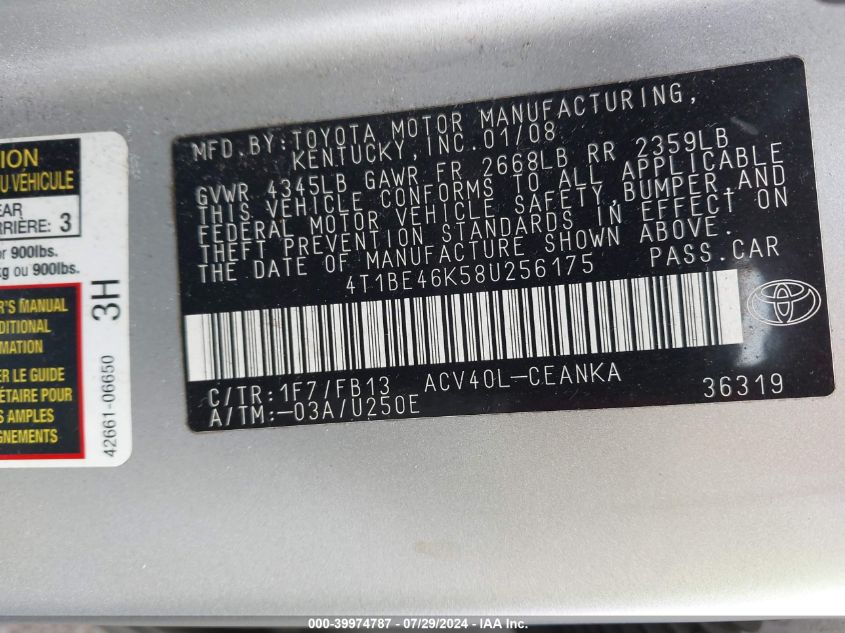 TION
U VÉHICULE
EAR
RRIÈRE: 3
or 900lbs.
kg ou 900lbs.
R'S MANUAL
DITIONAL
MATION
ER LE GUIDE
ÉTAIRE POUR
S AMPLES
GNEMENTS
3H
42661-06650
MFD.BY:TOYOTA MOTOR MANUFACTURING,
KENTUCKY,INC.01/08
GVWR 4345LB GAWR FR 2668LB RR 2359LB
THIS VEHICLE CONFORMS TO ALL APPLICABLE
FEDERAL MOTOR VEHICLE SAFETY,BUMPER,AND
THEFT PREVENTION STANDARDS IN EFFECT ON
THE DATE OF MANUFACTURE SHOWN ABOVE.
4T1BE46K58U256175 PASS.CAR
C/TR:1F7/FB13 ACV40L-CEANKA 36319
A/TM:-03A/U250E
000-39974787 - 07/29/2024 - IAA Inc.